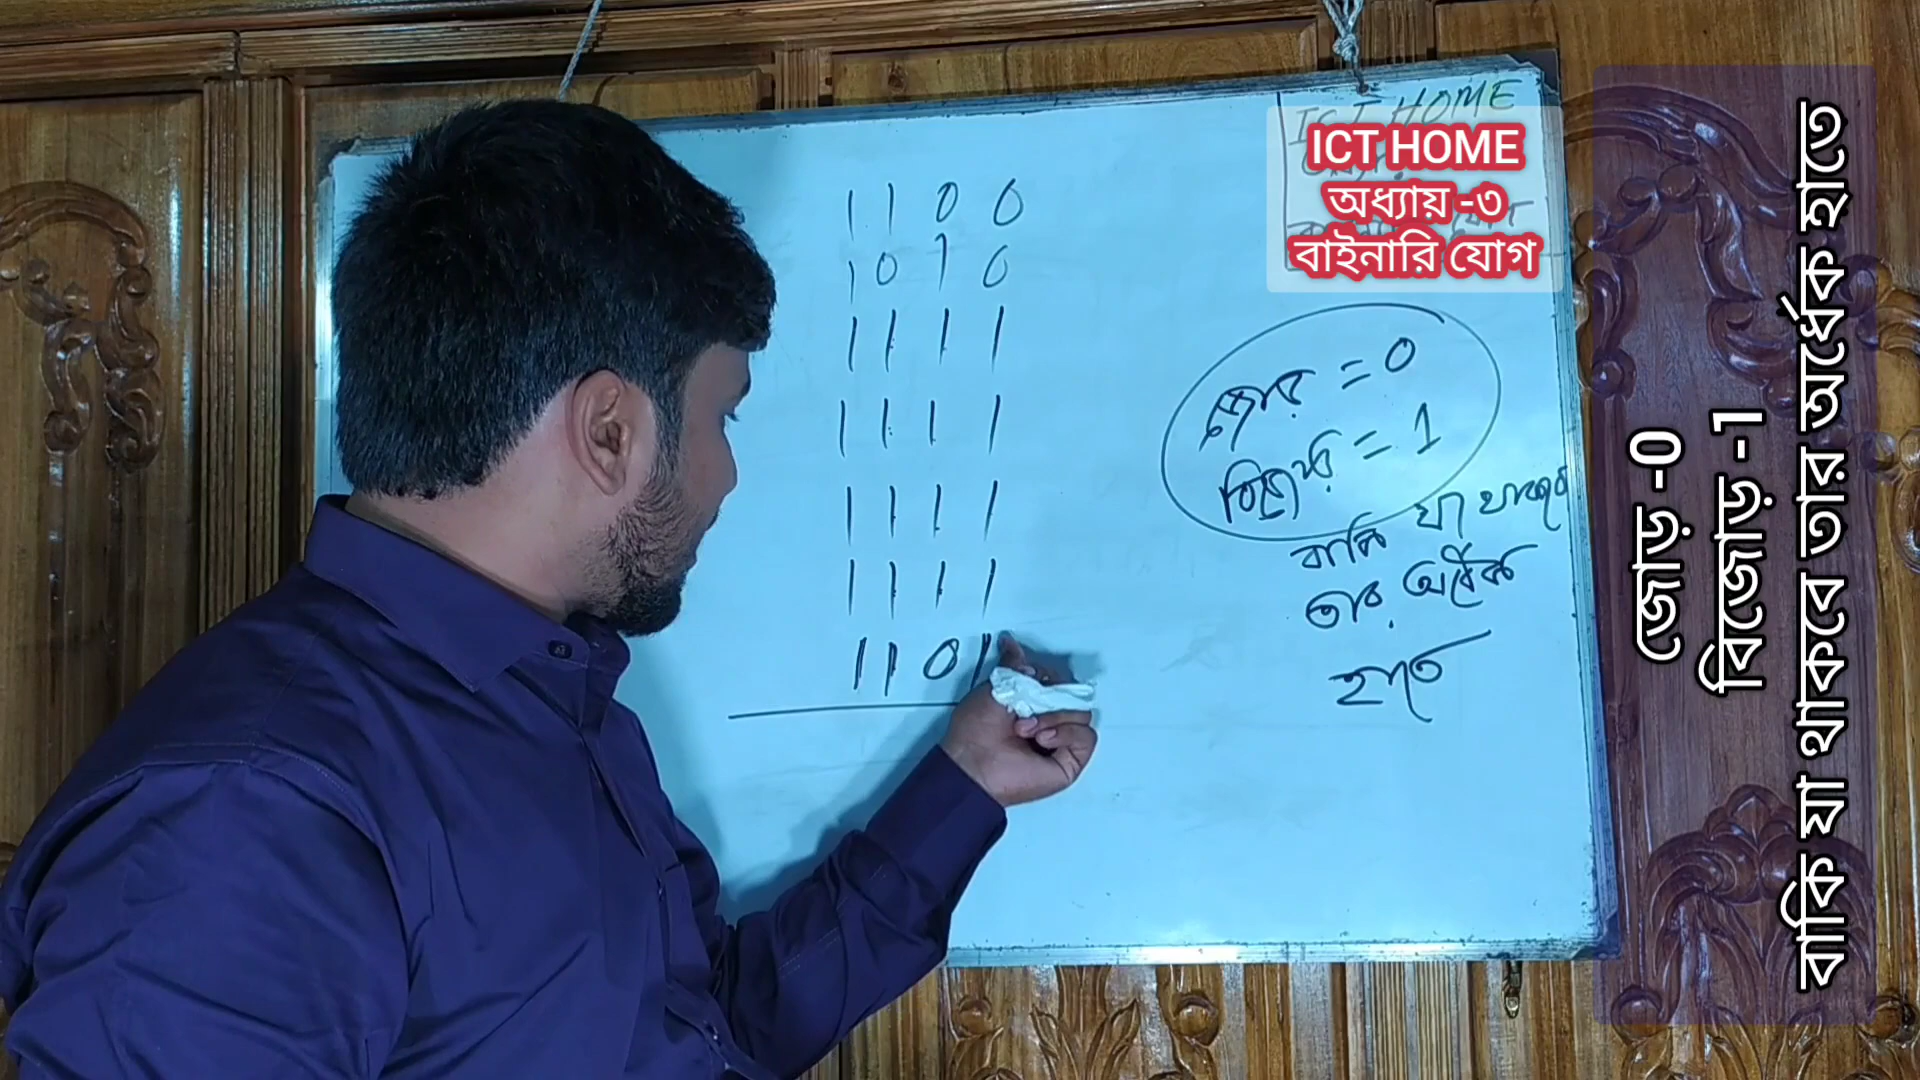 1 1 0 0
1 0 1 0
1 1 1 1
1 1 1 1
1 1 1 1
1 1 1 1
1 1 0 1
ICT HOME
ICT HOME
অধ্যায় -৩
বাইনারি যোগ
জোর = 0
বিজোর = 1
বাকি যা থাকবে
তার অর্ধেক
হাতে
জোড় -0
বিজোড় -1
বাকি যা থাকবে তার অর্ধেক হাতে